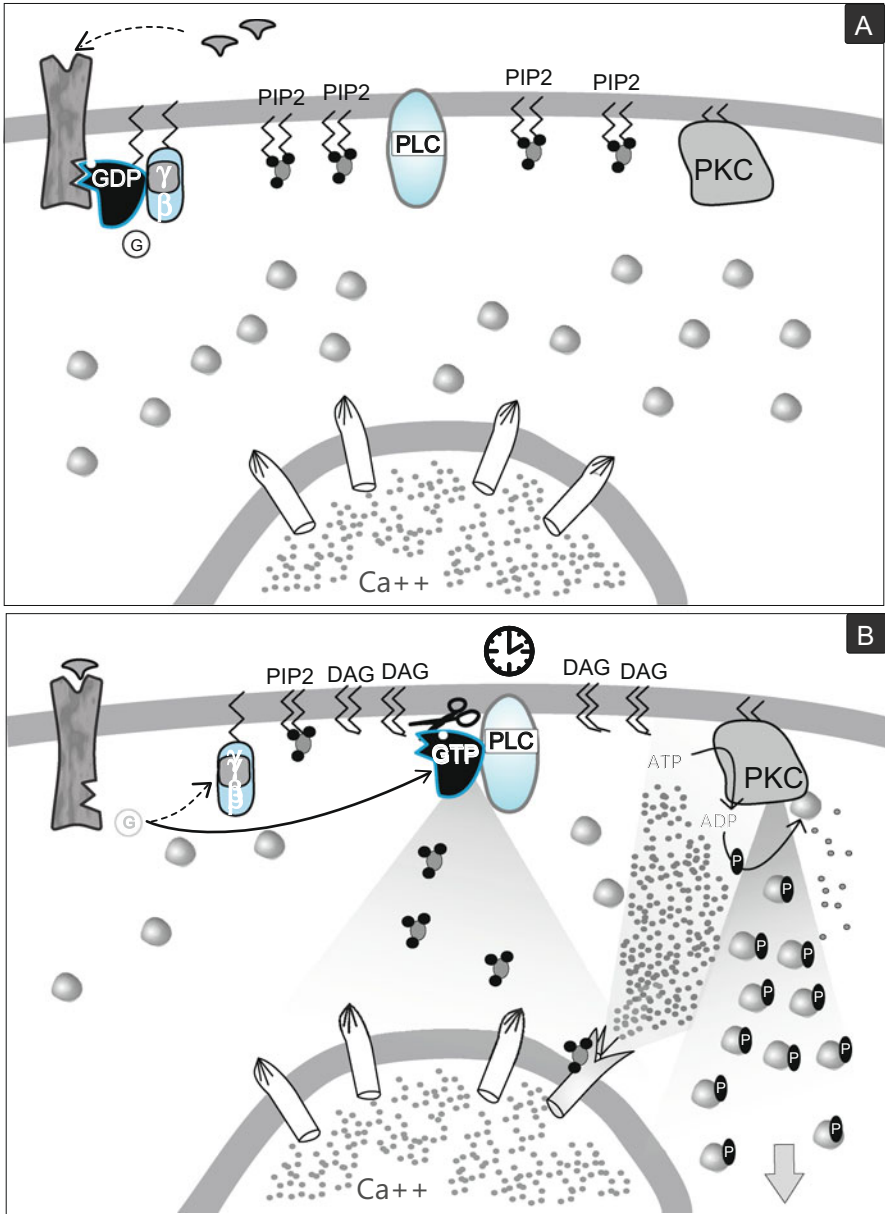 A
PIP2 PIP2 PIP2 PIP2
PLC
PKC
GDP γ
β
G
Ca++
B
PIP2 DAG DAG DAG DAG
PLC
GTP
γ
β
G
ATP
PKC
ADP
P
P
P P
P P
P P P
P
P
P
Ca++